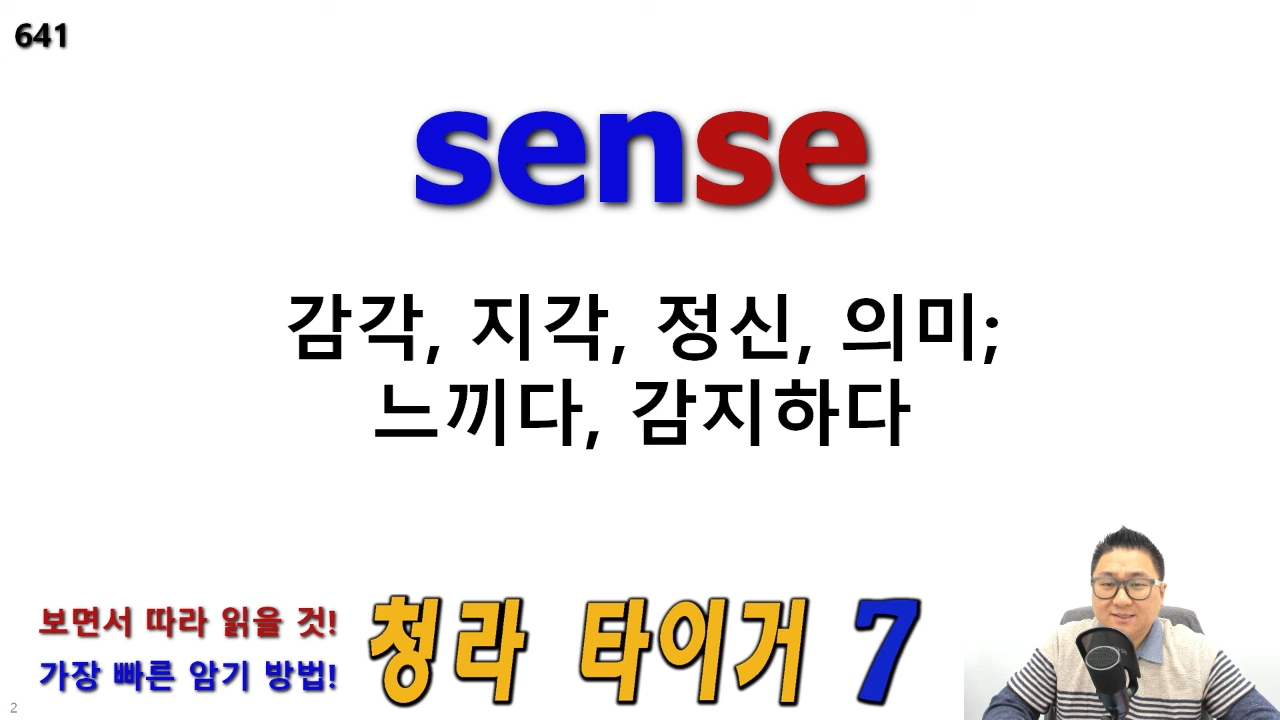 641
sense
감각, 지각, 정신, 의미;
느끼다, 감지하다
보면서 따라 읽을 것!
가장 빠른 암기 방법!
청라 타이거 7
2